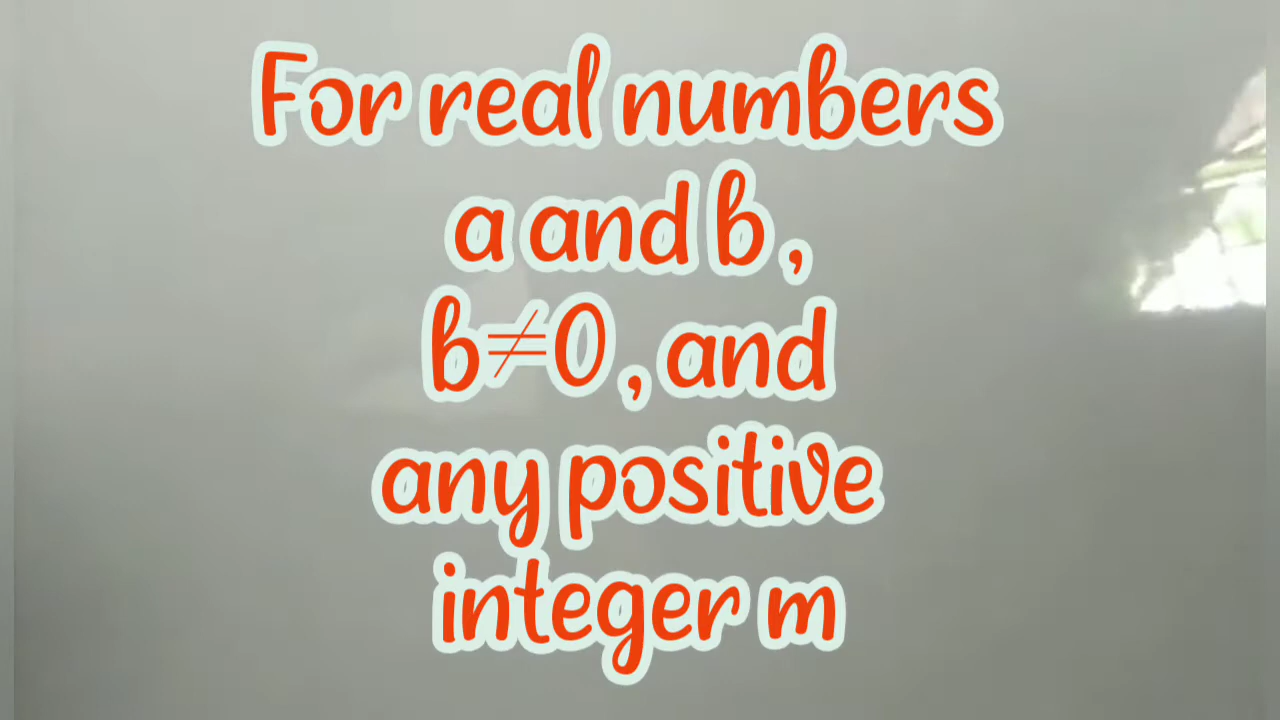 For real numbers
a and b,
b≠0, and
any positive
integer m